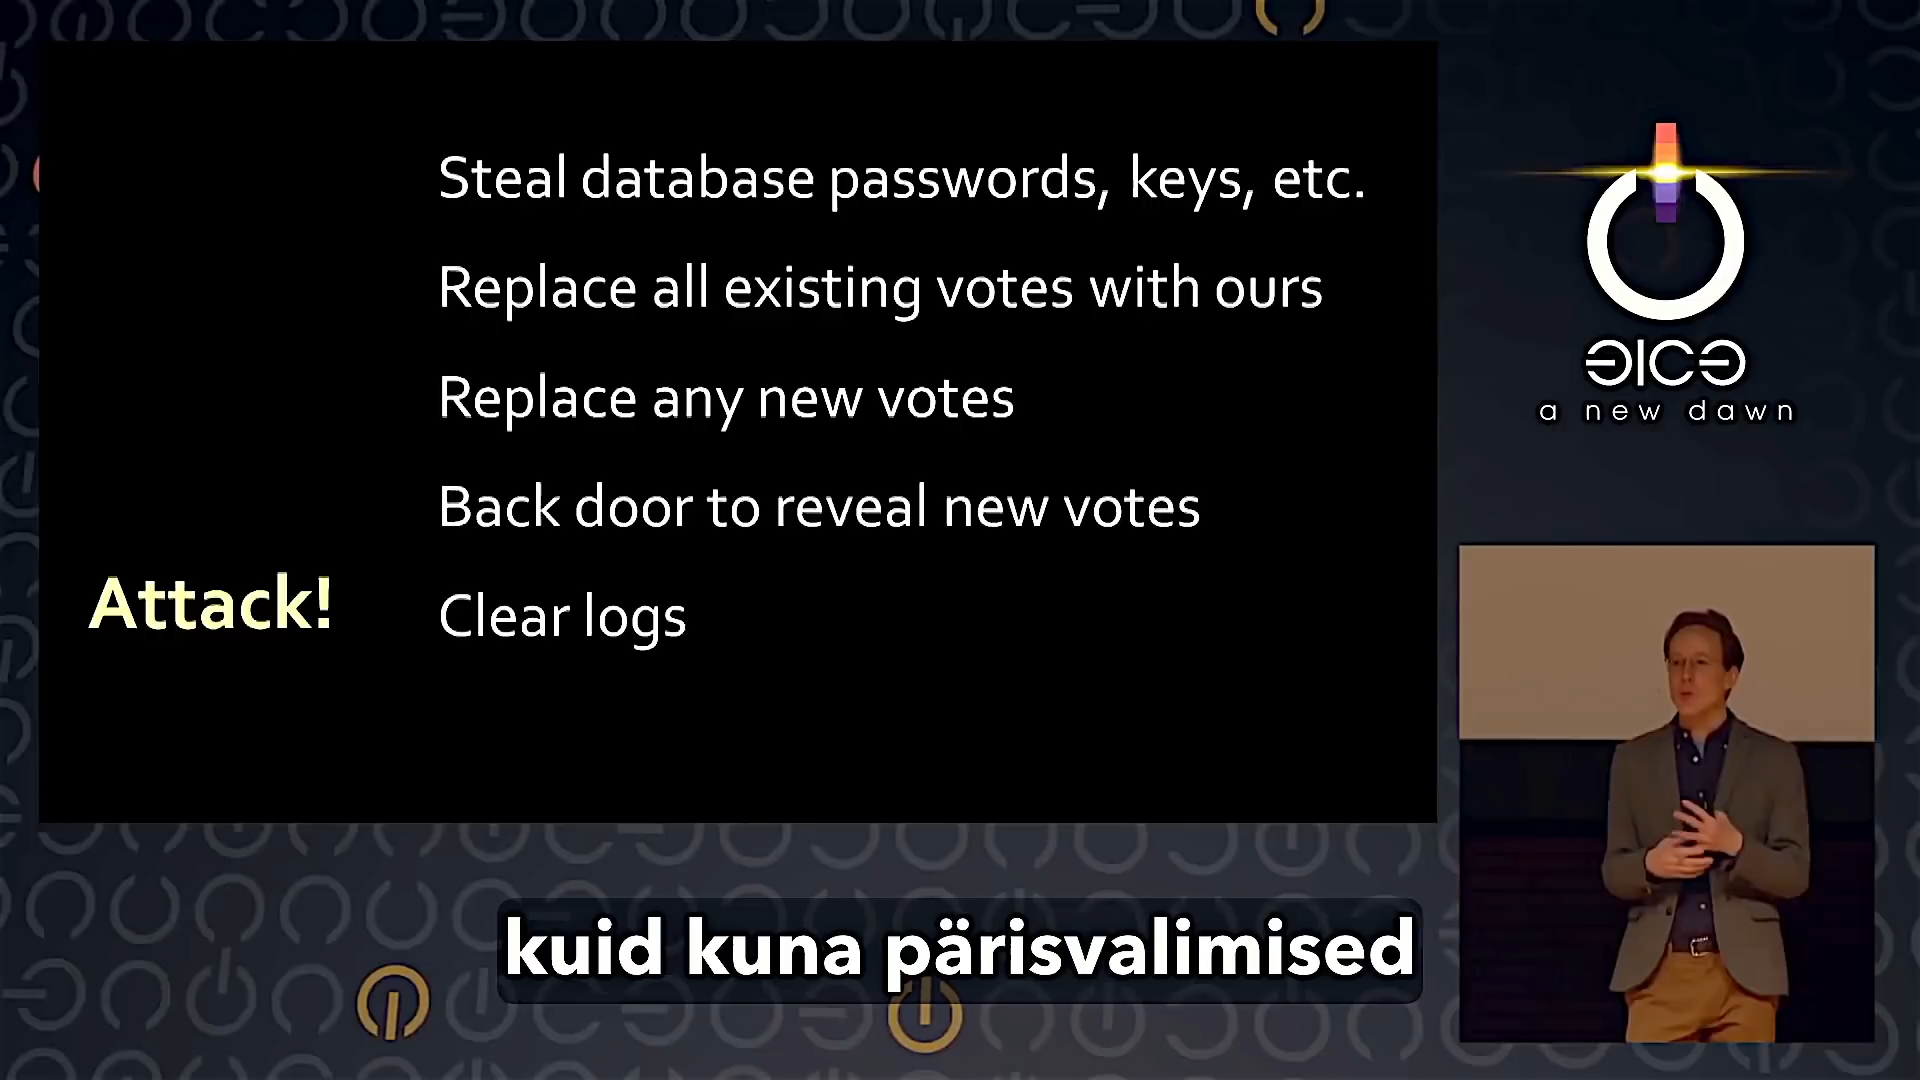 Steal database passwords, keys, etc.
Replace all existing votes with ours
Replace any new votes
Back door to reveal new votes
Attack!
Clear logs
a new dawn
kuid kuna pärisvalimised